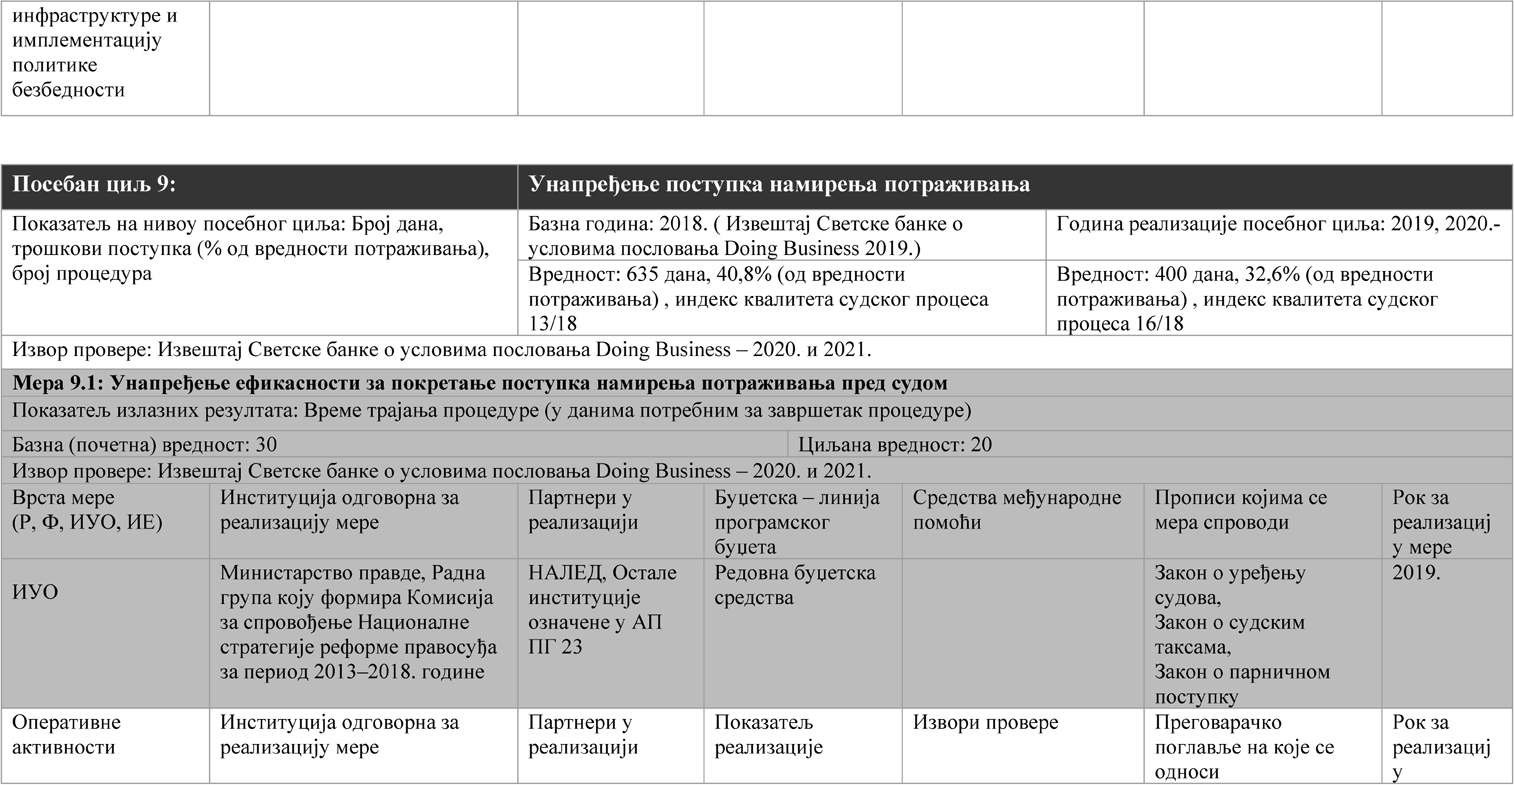 инфраструктуре и
имплементацију
политике
безбедности
Посебан циљ 9:
Унапређење поступка намирења потраживања
Показатељ на нивоу посебног циља: Број дана,
трошкови поступка (% од вредности потраживања),
број процедура
Базна година: 2018. ( Извештај Светске банке о
условима пословања Doing Business 2019.)
Година реализације посебног циља: 2019, 2020.-
Вредност: 635 дана, 40,8% (од вредности
потраживања) , индекс квалитета судског процеса
13/18
Вредност: 400 дана, 32,6% (од вредности
потраживања) , индекс квалитета судског
процеса 16/18
Извор провере: Извештај Светске банке о условима пословања Doing Business – 2020. и 2021.
Мера 9.1: Унапређење ефикасности за покретање поступка намирења потраживања пред судом
Показатељ излазних резултата: Време трајања процедуре (у данима потребним за завршетак процедуре)
Базна (почетна) вредност: 30
Циљана вредност: 20
Извор провере: Извештај Светске банке о условима пословања Doing Business – 2020. и 2021.
Врста мере
(Р, Ф, ИУО, ИЕ)
Институција одговорна за
реализацију мере
Партнери у
реализацији
Буџетска – линија
програмског
буџета
Средства међународне
помоћи
Прописи којима се
мера спроводи
Рок за
реализациј
у мере
ИУО
Министарство правде, Радна
група коју формира Комисија
за спровођење Националне
стратегије реформе правосуђа
за период 2013–2018. године
НАЛЕД, Остале
институције
означене у АП
ПГ 23
Редовна буџетска
средства
Закон о уређењу
судова,
Закон о судским
таксама,
Закон о парничном
поступку
2019.
Оперативне
активности
Институција одговорна за
реализацију мере
Партнери у
реализацији
Показатељ
реализације
Извори провере
Преговарачко
поглавље на које се
односи
Рок за
реализациј
у